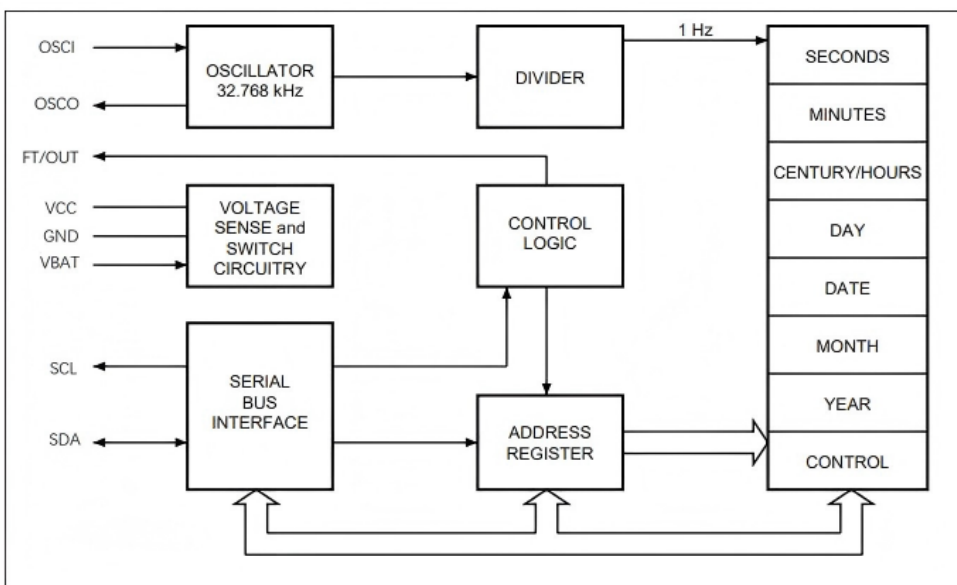 OSCI
OSCO
FT/OUT
VCC
GND
VBAT
SCL
SDA
OSCILLATOR
32.768 kHz
DIVIDER
1 Hz
VOLTAGE
SENSE and
SWITCH
CIRCUITRY
CONTROL
LOGIC
SERIAL
BUS
INTERFACE
ADDRESS
REGISTER
SECONDS
MINUTES
CENTURY/HOURS
DAY
DATE
MONTH
YEAR
CONTROL